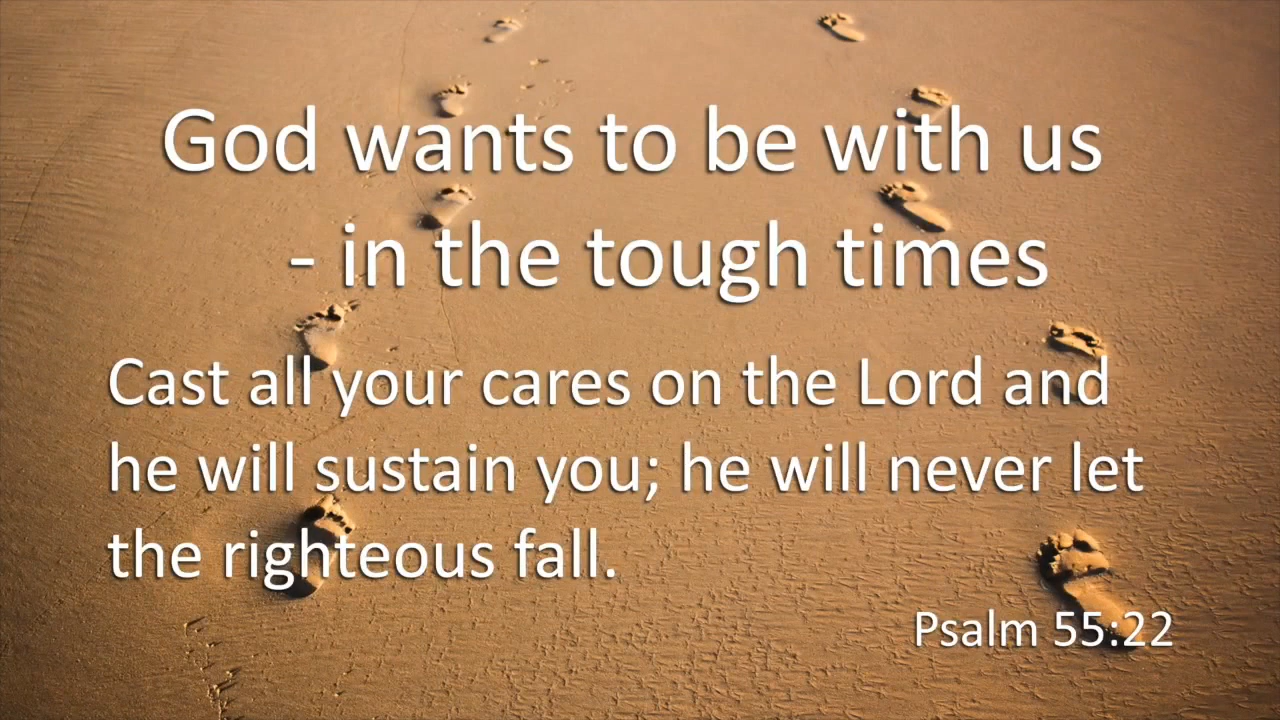 God wants to be with us
- in the tough times
Cast all your cares on the Lord and
he will sustain you; he will never let
the righteous fall.
Psalm 55:22